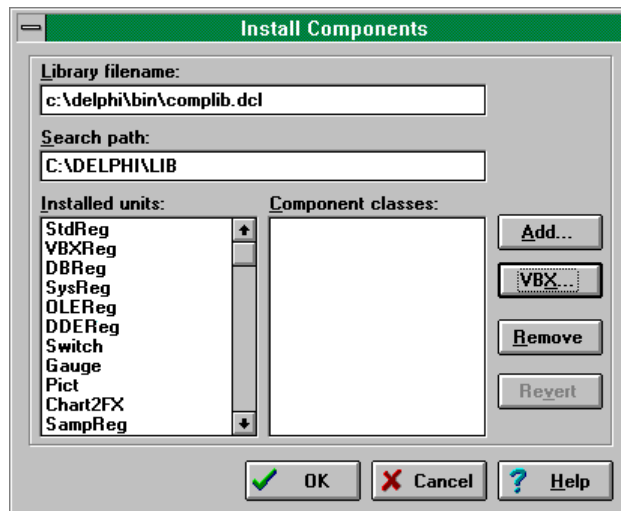 Install Components
Library filename:
c:\delphi\bin\complib.dcl
Search path:
C:\DELPHI\LIB
Installed units:
StdReg
VBXReg
DBReg
SysReg
OLEReg
DDEReg
Switch
Gauge
Pict
Chart2FX
SampReg
Component classes:
Add...
VBX...
Remove
Revert
OK
Cancel
? Help